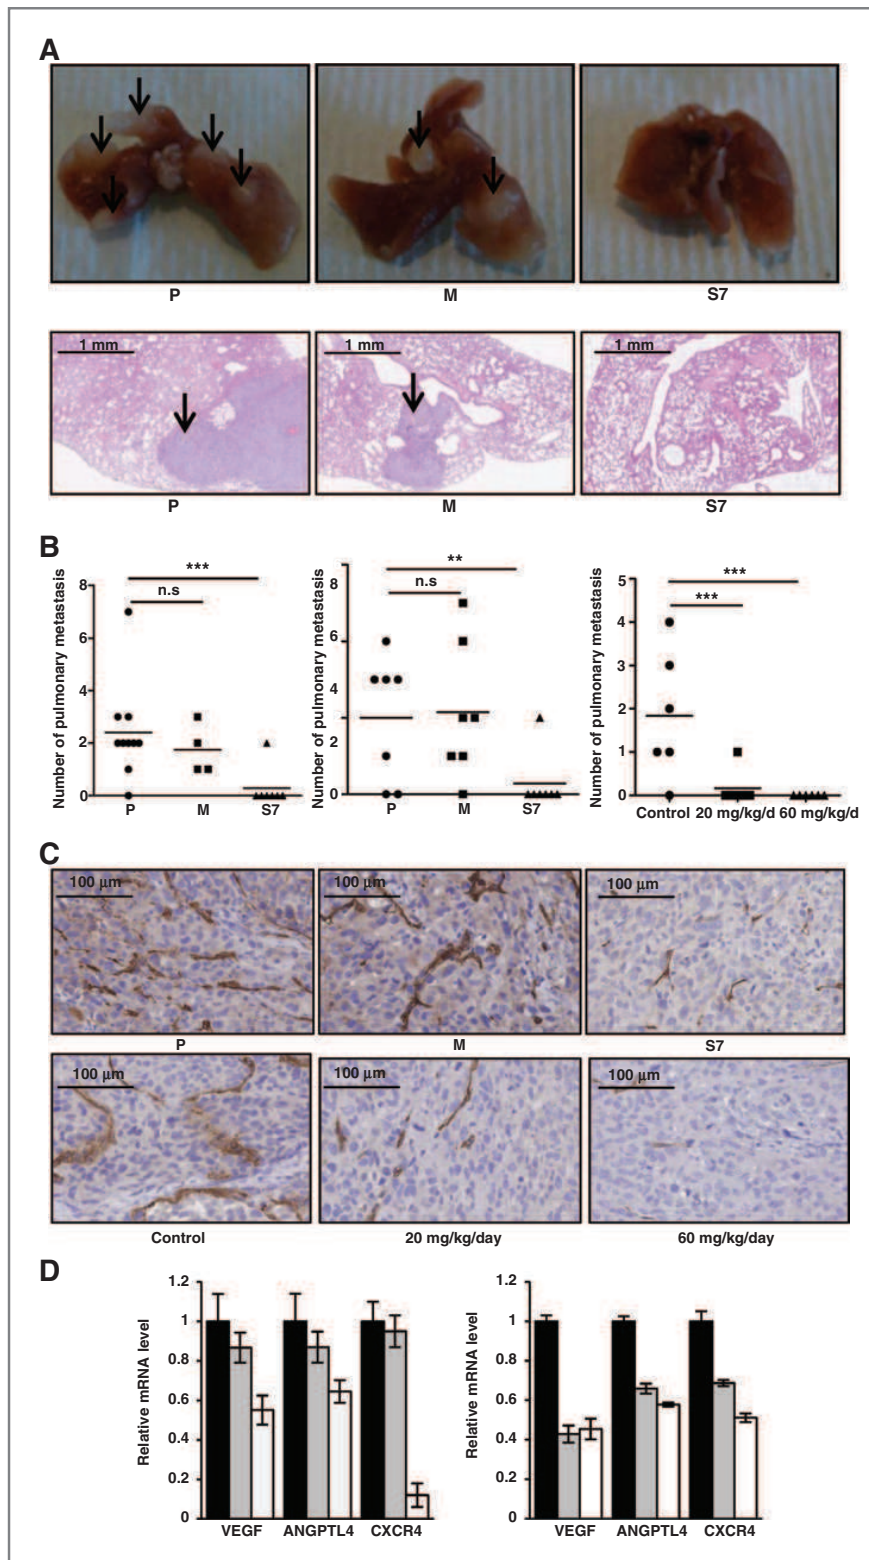 A
P M S7
1 mm 1 mm 1 mm
P M S7
B
Number of pulmonary metastasis
8
6
4
2
0
***
n.s
P M S7
Number of pulmonary metastasis
8
6
4
2
0
**
n.s
P M S7
Number of pulmonary metastasis
5
4
3
2
1
0
***
***
Control 20 mg/kg/d 60 mg/kg/d
C
100 μm 100 μm 100 μm
P M S7
100 μm 100 μm 100 μm
Control 20 mg/kg/day 60 mg/kg/day
D
Relative mRNA level
1.2
1
0.8
0.6
0.4
0.2
0
VEGF ANGPTL4 CXCR4
Relative mRNA level
1.2
1
0.8
0.6
0.4
0.2
0
VEGF ANGPTL4 CXCR4